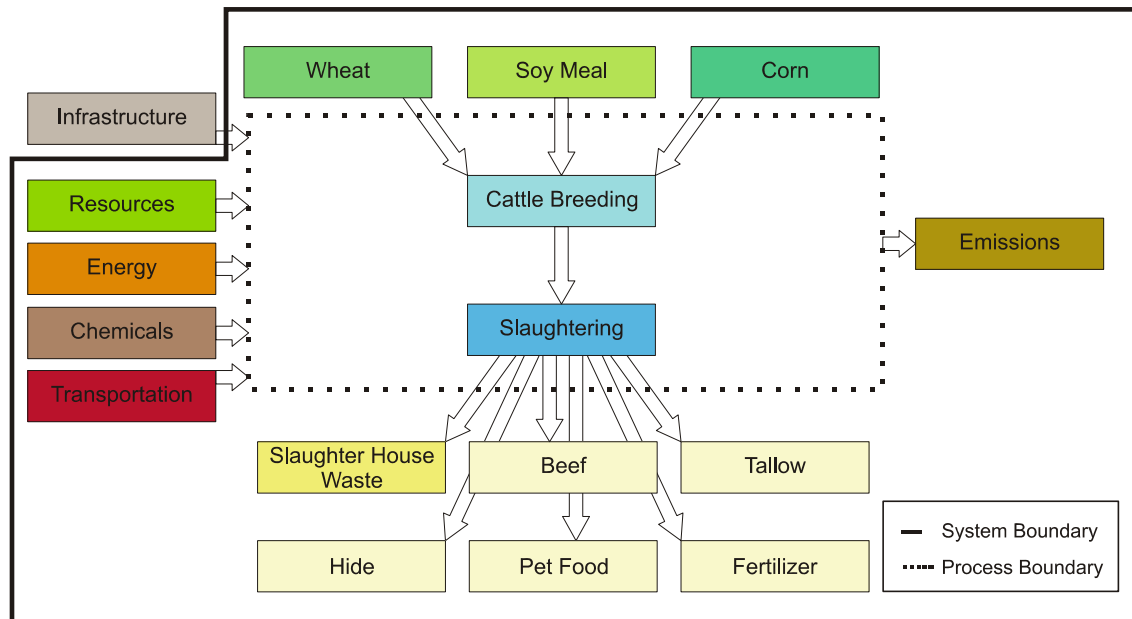 Wheat
Soy Meal
Corn
Infrastructure
Resources
Cattle Breeding
Energy
Emissions
Chemicals
Slaughtering
Transportation
Slaughter House
Waste
Beef
Tallow
Hide
Pet Food
Fertilizer
System Boundary
Process Boundary